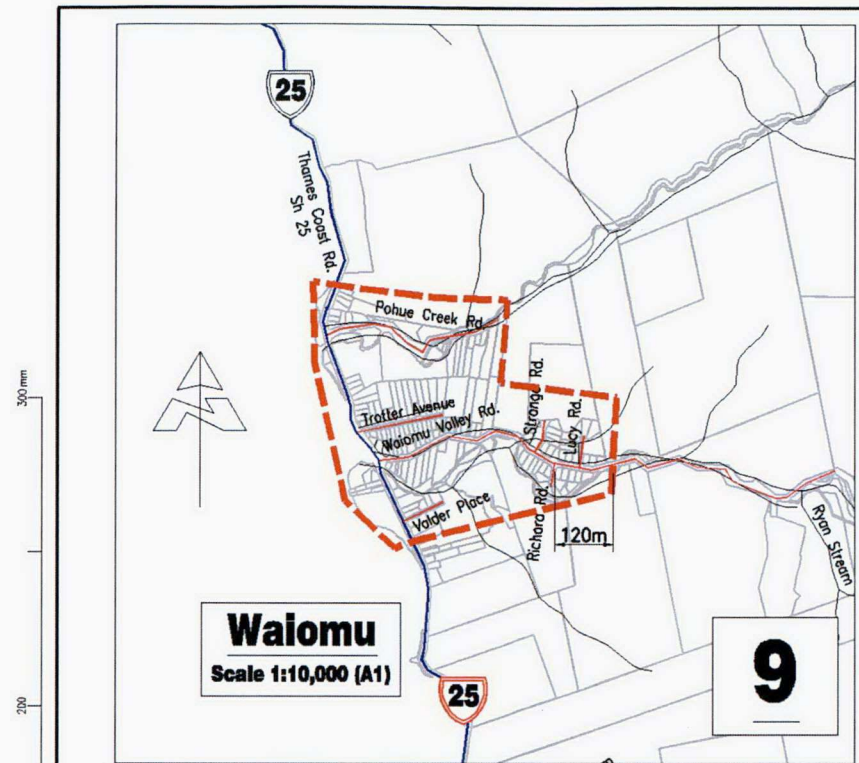 25
Thames Coast Rd.
Sh 25
Pohue Creek Rd.
Trotter Avenue
Waiomu Valley Rd.
Strange Rd.
Lucy Rd.
Valder Place
Richard Rd.
120m
Ryan Stream
300mm
200
N
Waiomu
Scale 1:10,000 (A1)
25
9